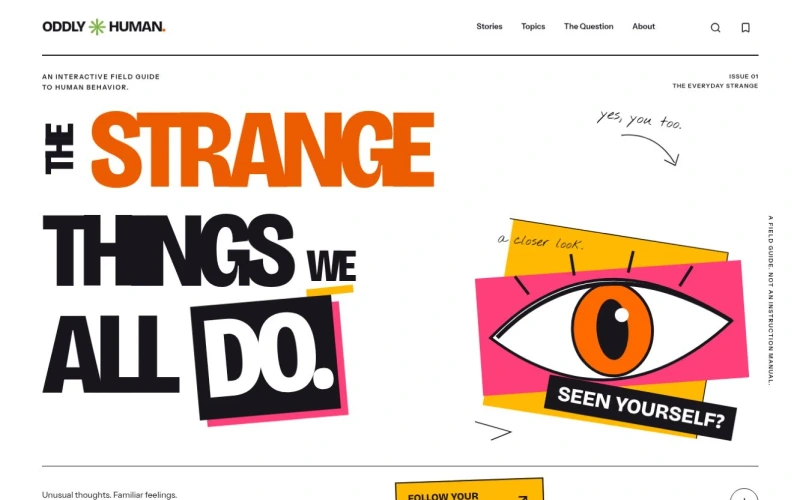 ODDLY HUMAN.
Stories Topics The Question About
AN INTERACTIVE FIELD GUIDE
TO HUMAN BEHAVIOR.
ISSUE 01
THE EVERYDAY STRANGE
THE STRANGE
THINGS WE
ALL DO.
yes, you too.
a closer look.
SEEN YOURSELF?
A FIELD GUIDE. NOT AN INSTRUCTION MANUAL.
Unusual thoughts. Familiar feelings.
FOLLOW YOUR